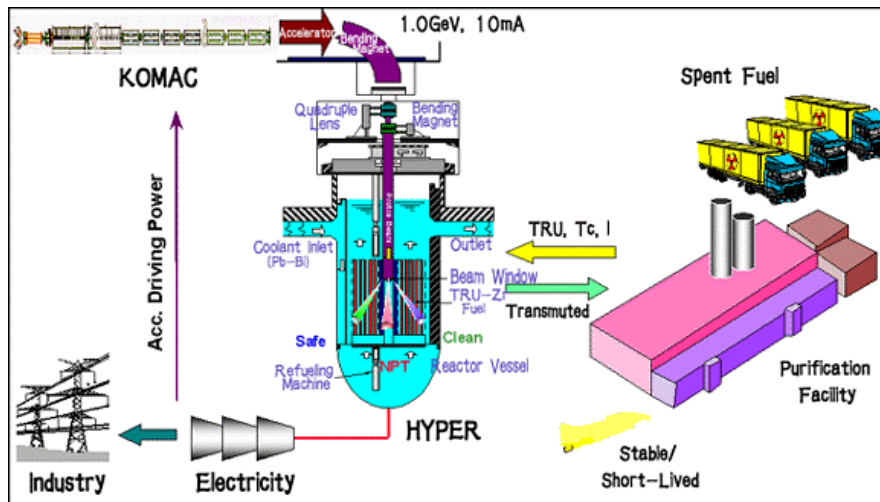 Accelerator
Bending
Magnet
1.0GeV, 10mA
KOMAC
Spent Fuel
Quadruple
Lens
Bending
Magnet
Acc. Driving Power
Proton Beam
Coolant Inlet
(Pb-Bi)
Outlet
TRU, Tc, I
Beam Window
TRU-Zr
Fuel
Transmuted
Safe
Clean
Refueling
Machine
NPT
Reactor Vessel
Purification
Facility
HYPER
Stable/
Short-Lived
Industry
Electricity